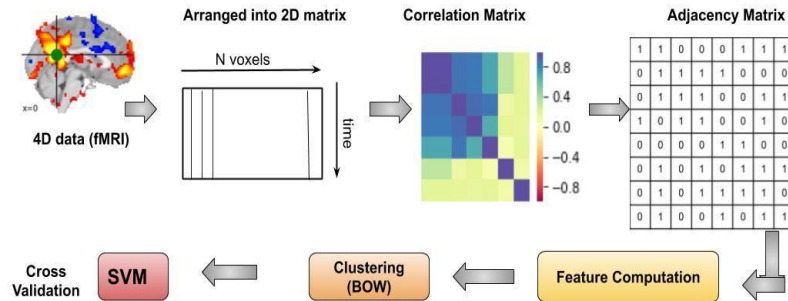 Arranged into 2D matrix
Correlation Matrix
Adjacency Matrix
N voxels
time
x=0
4D data (fMRI)
0.8
0.4
0.0
−0.4
−0.8
1 1 0 0 0 1 1 1
0 1 1 1 1 0 0 0
0 1 1 1 0 0 1 1
1 0 1 1 0 0 1 1
0 0 0 0 1 1 0 0
0 1 0 1 0 1 1 1
0 1 0 1 1 1 1 0
0 1 0 0 1 0 1 1
Cross
Validation
SVM
Clustering
(BOW)
Feature Computation